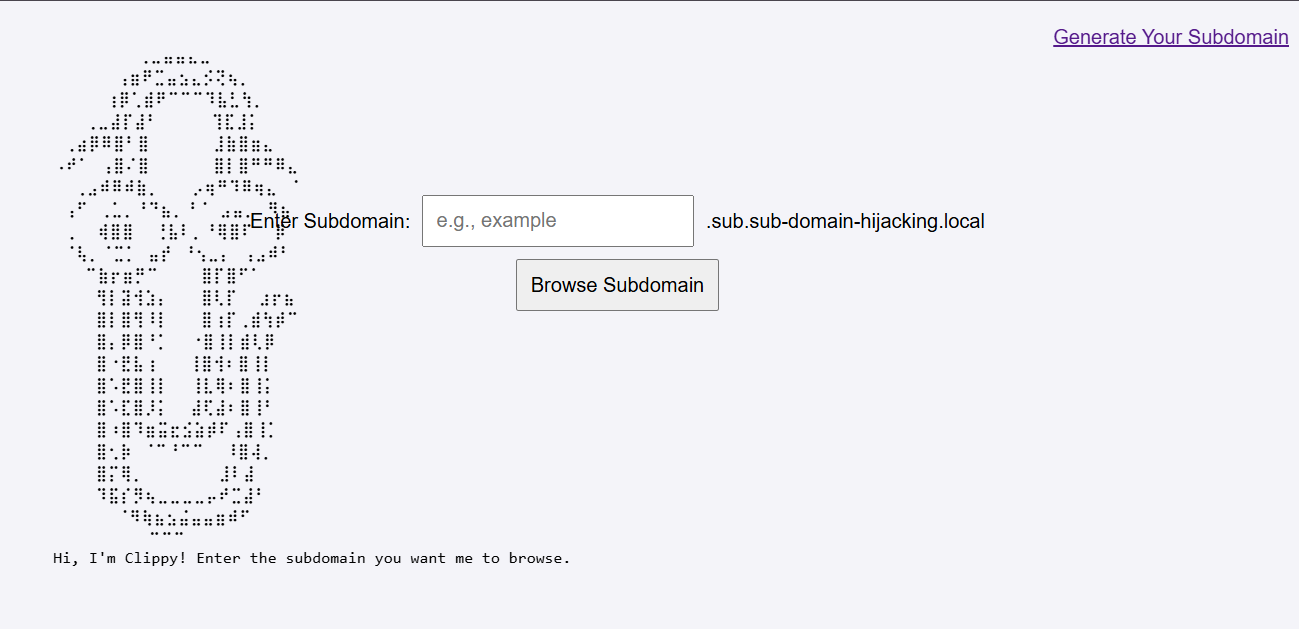 Generate Your Subdomain
Enter Subdomain: e.g., example .sub.sub-domain-hijacking.local
Browse Subdomain
Hi, I'm Clippy! Enter the subdomain you want me to browse.